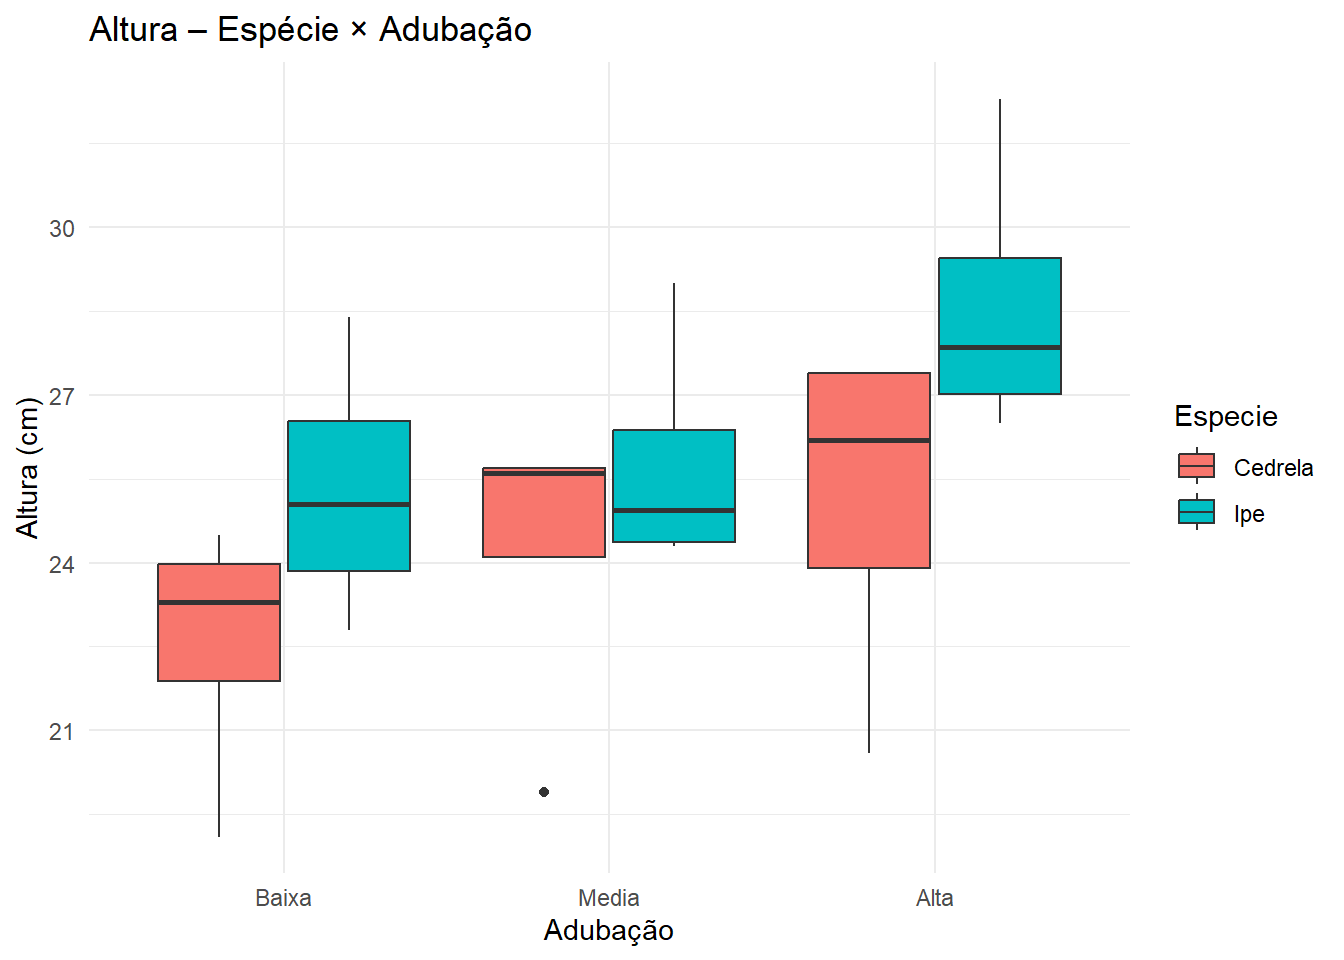 Altura – Espécie × Adubação
Altura (cm)
30
27
24
21
Baixa
Media
Alta
Adubação
Especie
Cedrela
Ipe